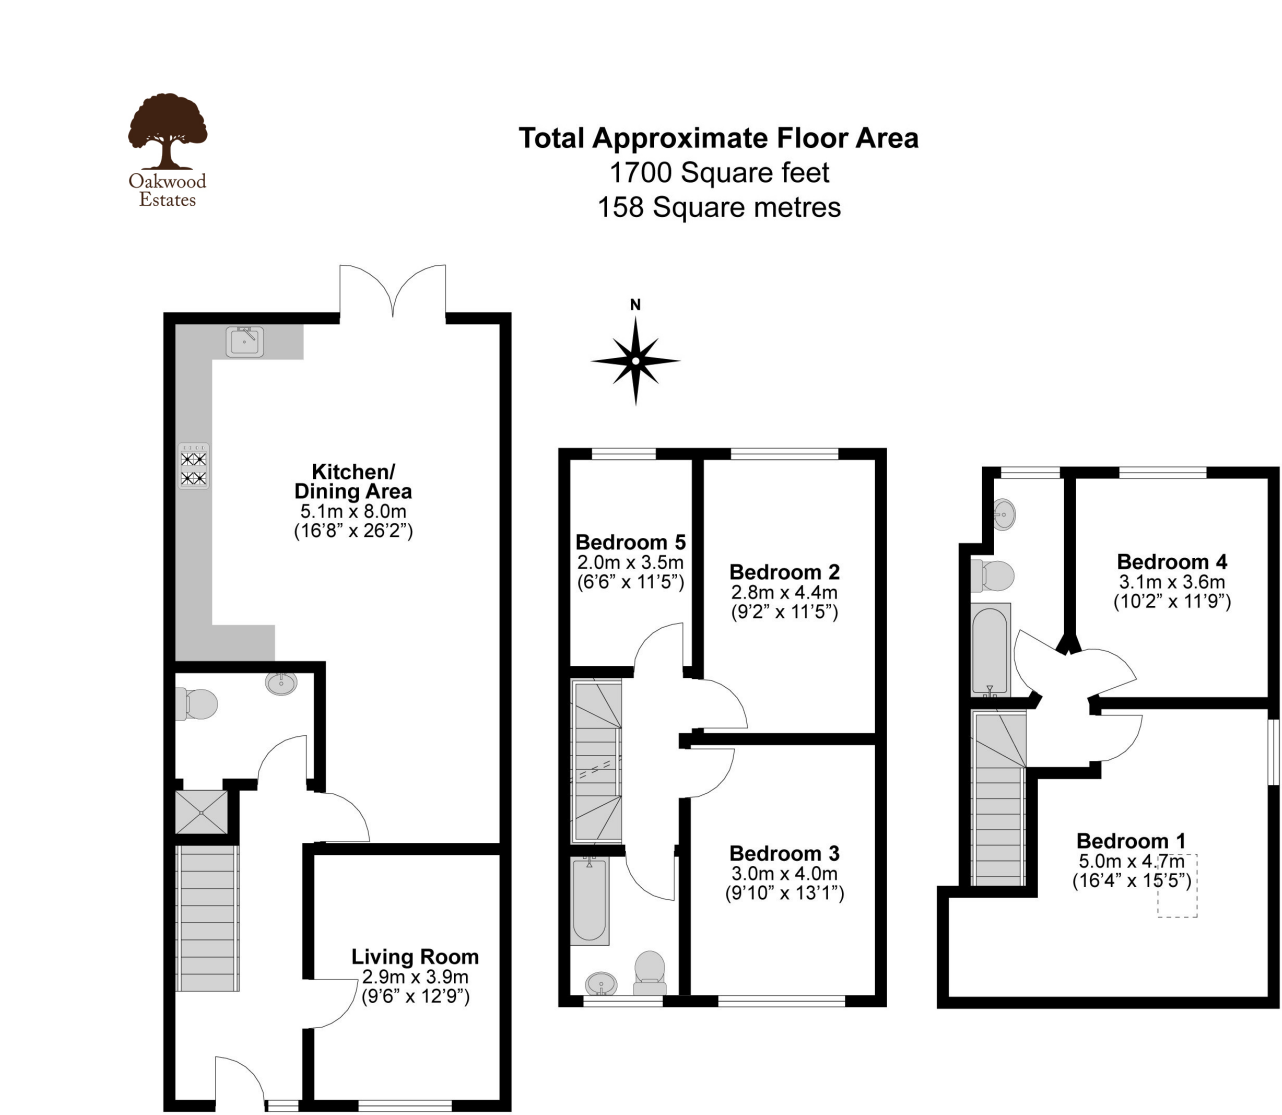 Oakwood
Estates
Total Approximate Floor Area
1700 Square feet
158 Square metres
N
Kitchen/
Dining Area
5.1m x 8.0m
(16'8” x 26'2”)
Living Room
2.9m x 3.9m
(9'6” x 12'9”)
Bedroom 5
2.0m x 3.5m
(6'6” x 11'5”)
Bedroom 2
2.8m x 4.4m
(9'2” x 11'5”)
Bedroom 3
3.0m x 4.0m
(9'10” x 13'1”)
Bedroom 4
3.1m x 3.6m
(10'2” x 11'9”)
Bedroom 1
5.0m x 4.7m
(16'4” x 15'5”)